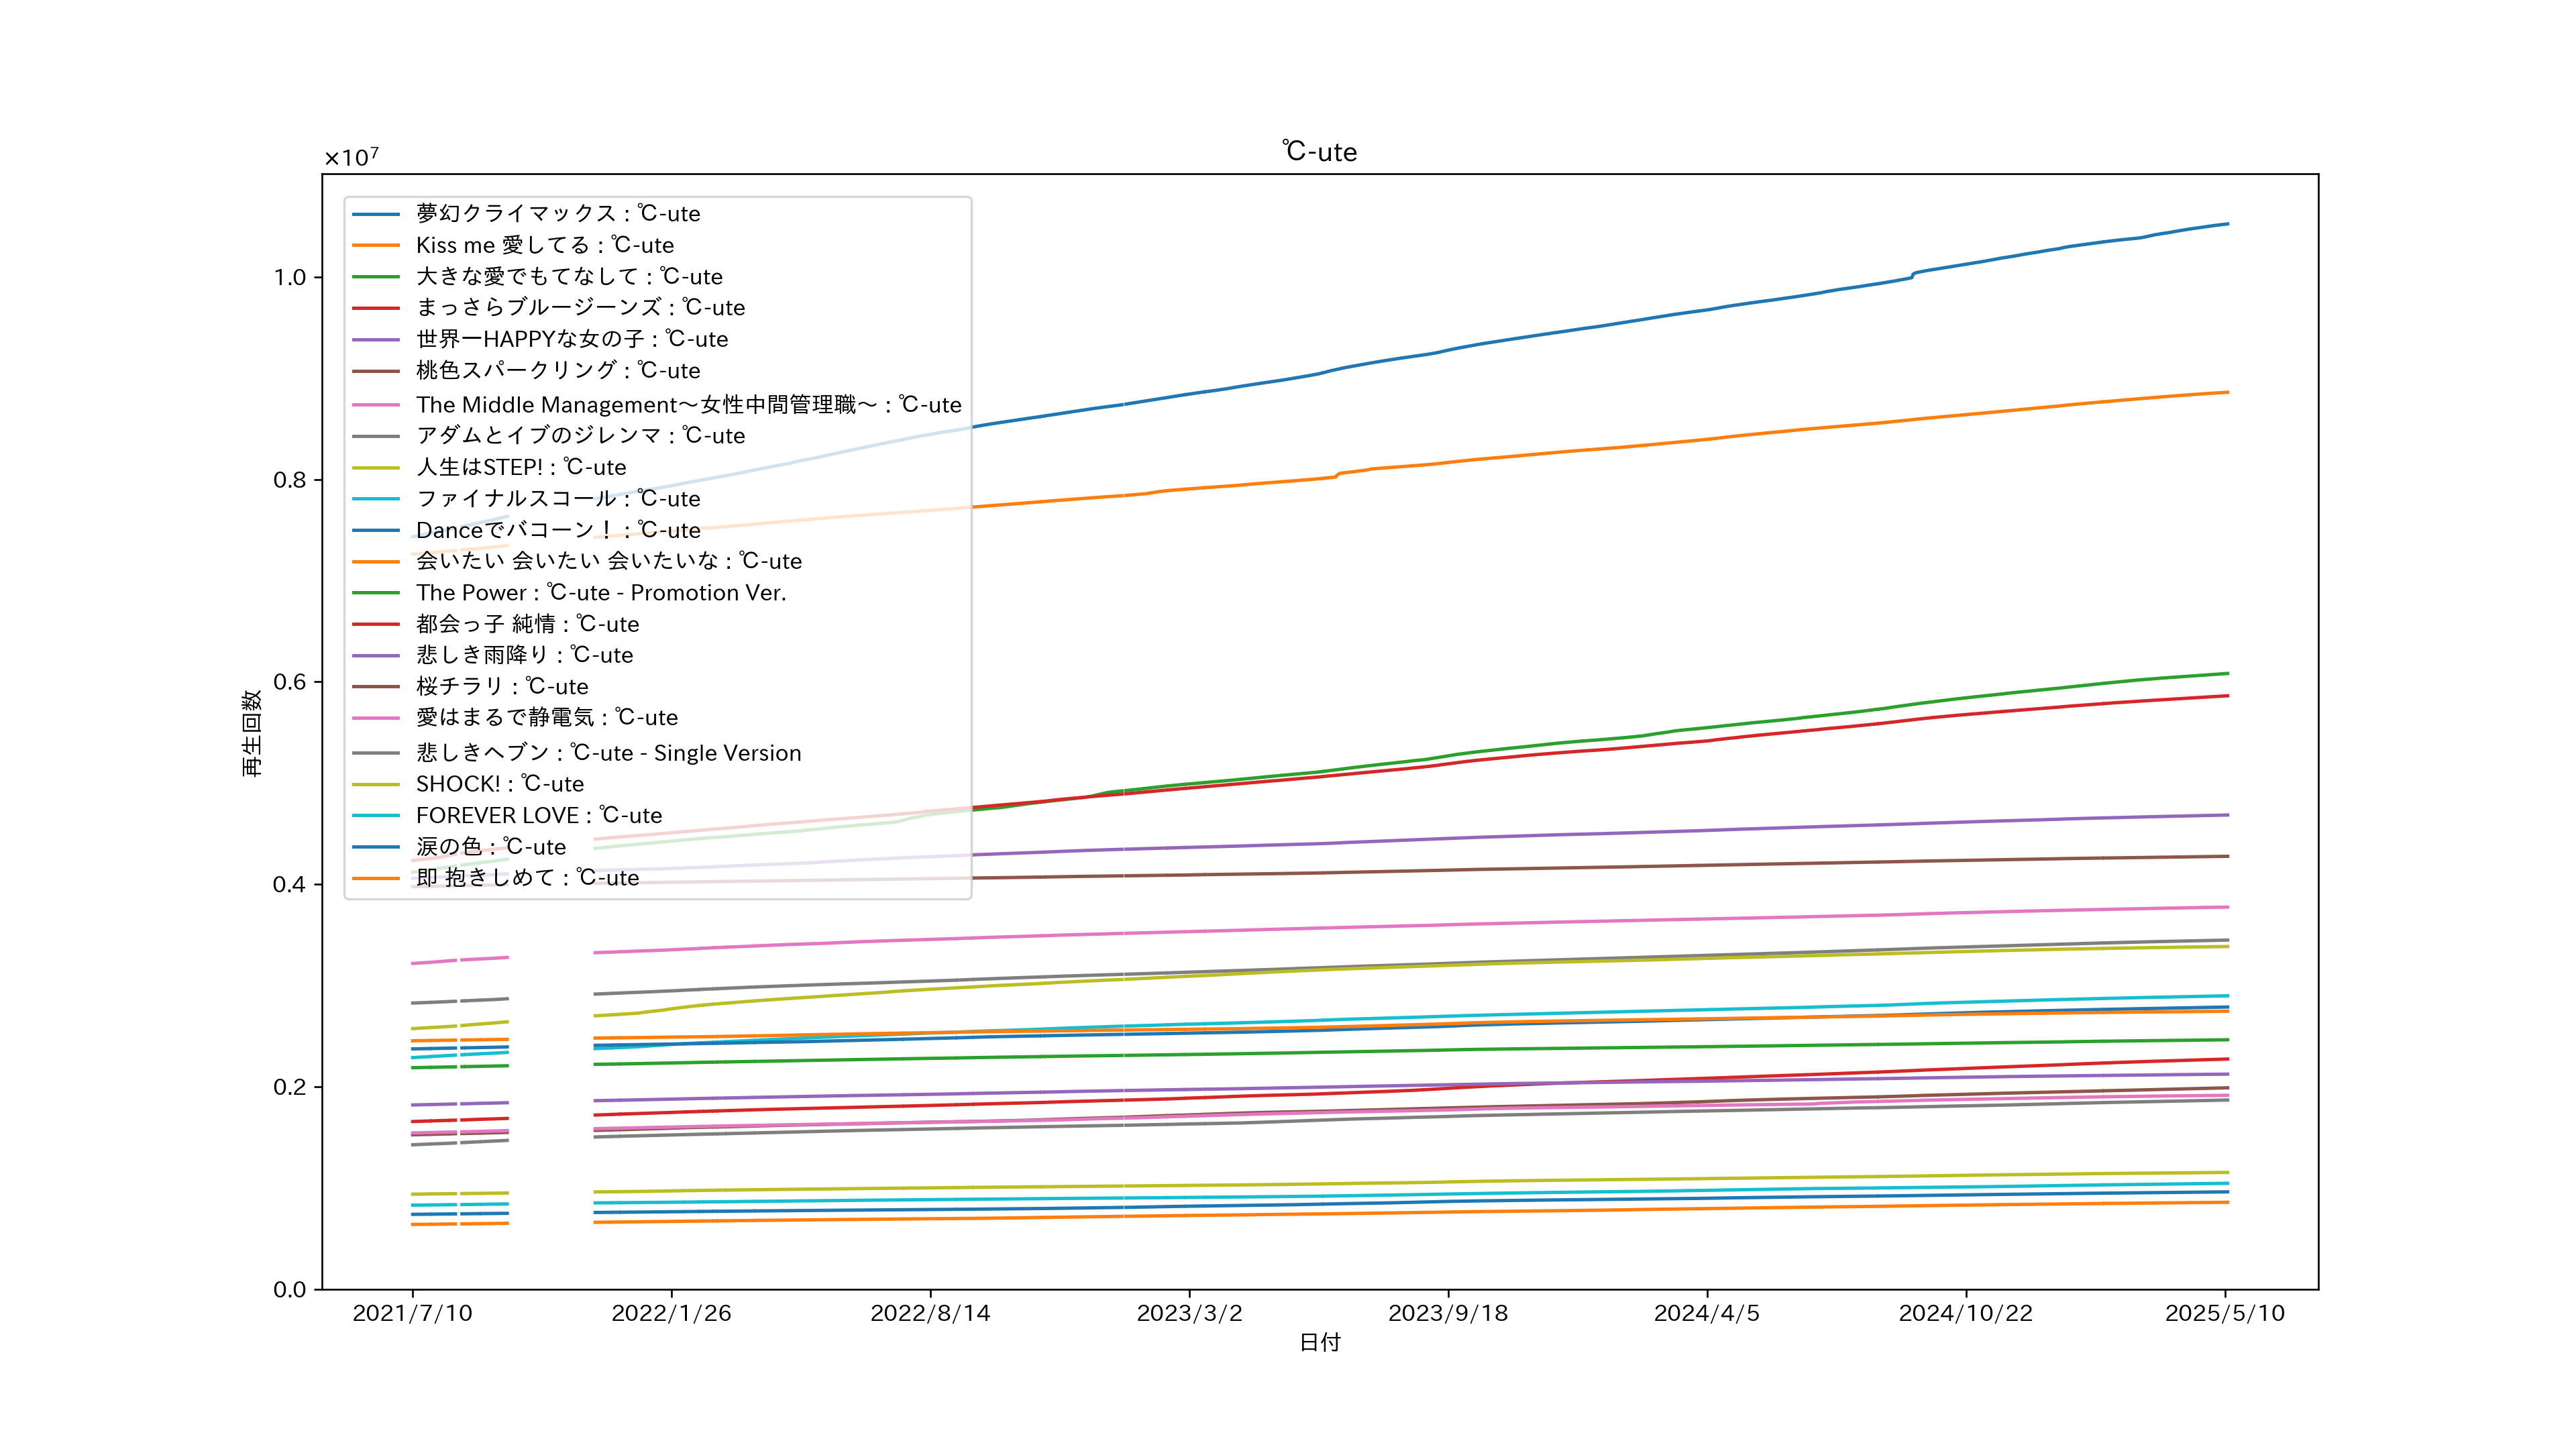 ℃-ute
×10⁷
夢幻クライマックス : ℃-ute
Kiss me 愛してる : ℃-ute
大きな愛でもてなして : ℃-ute
まっさらブルージーンズ : ℃-ute
世界一HAPPYな女の子 : ℃-ute
桃色スパークリング : ℃-ute
The Middle Management〜女性中間管理職〜 : ℃-ute
アダムとイブのジレンマ : ℃-ute
人生はSTEP! : ℃-ute
ファイナルスコール : ℃-ute
Danceでバコーン！ : ℃-ute
会いたい 会いたい 会いたいな : ℃-ute
The Power : ℃-ute - Promotion Ver.
都会っ子 純情 : ℃-ute
悲しき雨降り : ℃-ute
桜チラリ : ℃-ute
愛はまるで静電気 : ℃-ute
悲しきヘブン : ℃-ute - Single Version
SHOCK! : ℃-ute
FOREVER LOVE : ℃-ute
涙の色 : ℃-ute
即 抱きしめて : ℃-ute
1.0
0.8
0.6
0.4
0.2
0.0
再生回数
2021/7/10 2022/1/26 2022/8/14 2023/3/2 2023/9/18 2024/4/5 2024/10/22 2025/5/10
日付